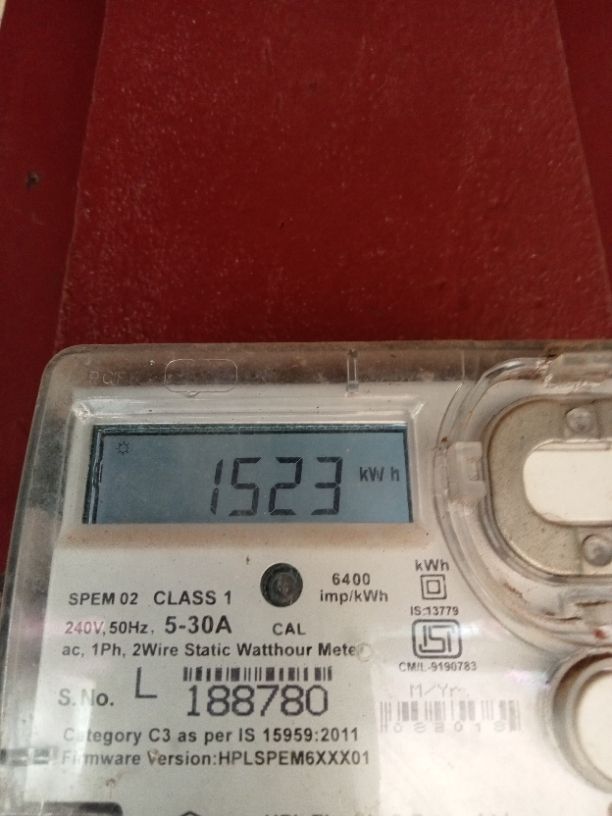 1523 kWh
6400
imp/kWh
kWh
SPEM 02 CLASS 1
IS:13779
240V, 50Hz, 5-30A CAL
ISI
ac, 1Ph, 2Wire Static Watthour Meter
CM/L-9190783
S. No. L 188780
M/Yr.
Category C3 as per IS 15959:2011
Firmware Version:HPLSPEM6XXX01